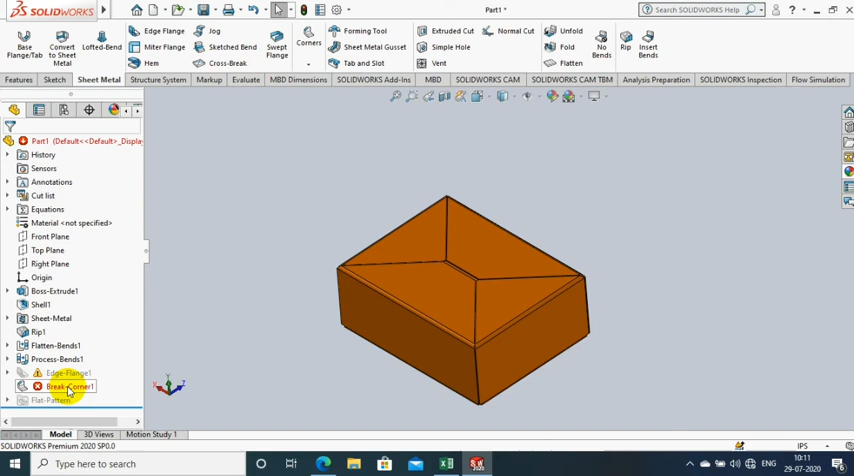 SOLIDWORKS
Part1 *
Search SOLIDWORKS Help
Base Flange/Tab
Convert to Sheet Metal
Lofted-Bend
Edge Flange
Miter Flange
Hem
Jog
Sketched Bend
Cross-Break
Swept Flange
Corners
Forming Tool
Sheet Metal Gusset
Tab and Slot
Extruded Cut
Simple Hole
Vent
Normal Cut
Unfold
Fold
Flatten
No Bends
Rip
Insert Bends
Features
Sketch
Sheet Metal
Structure System
Markup
Evaluate
MBD Dimensions
SOLIDWORKS Add-Ins
MBD
SOLIDWORKS CAM
SOLIDWORKS CAM TBM
Analysis Preparation
SOLIDWORKS Inspection
Flow Simulation
Part1 (Default<<Default>_Display
History
Sensors
Annotations
Cut list
Equations
Material <not specified>
Front Plane
Top Plane
Right Plane
Origin
Boss-Extrude1
Shell1
Sheet-Metal
Rip1
Flatten-Bends1
Process-Bends1
Edge-Flange1
Break-Corner1
Flat-Pattern
X
Y
Z
Model
3D Views
Motion Study 1
SOLIDWORKS Premium 2020 SP0.0
IPS
Type here to search
ENG
10:11
29-07-2020